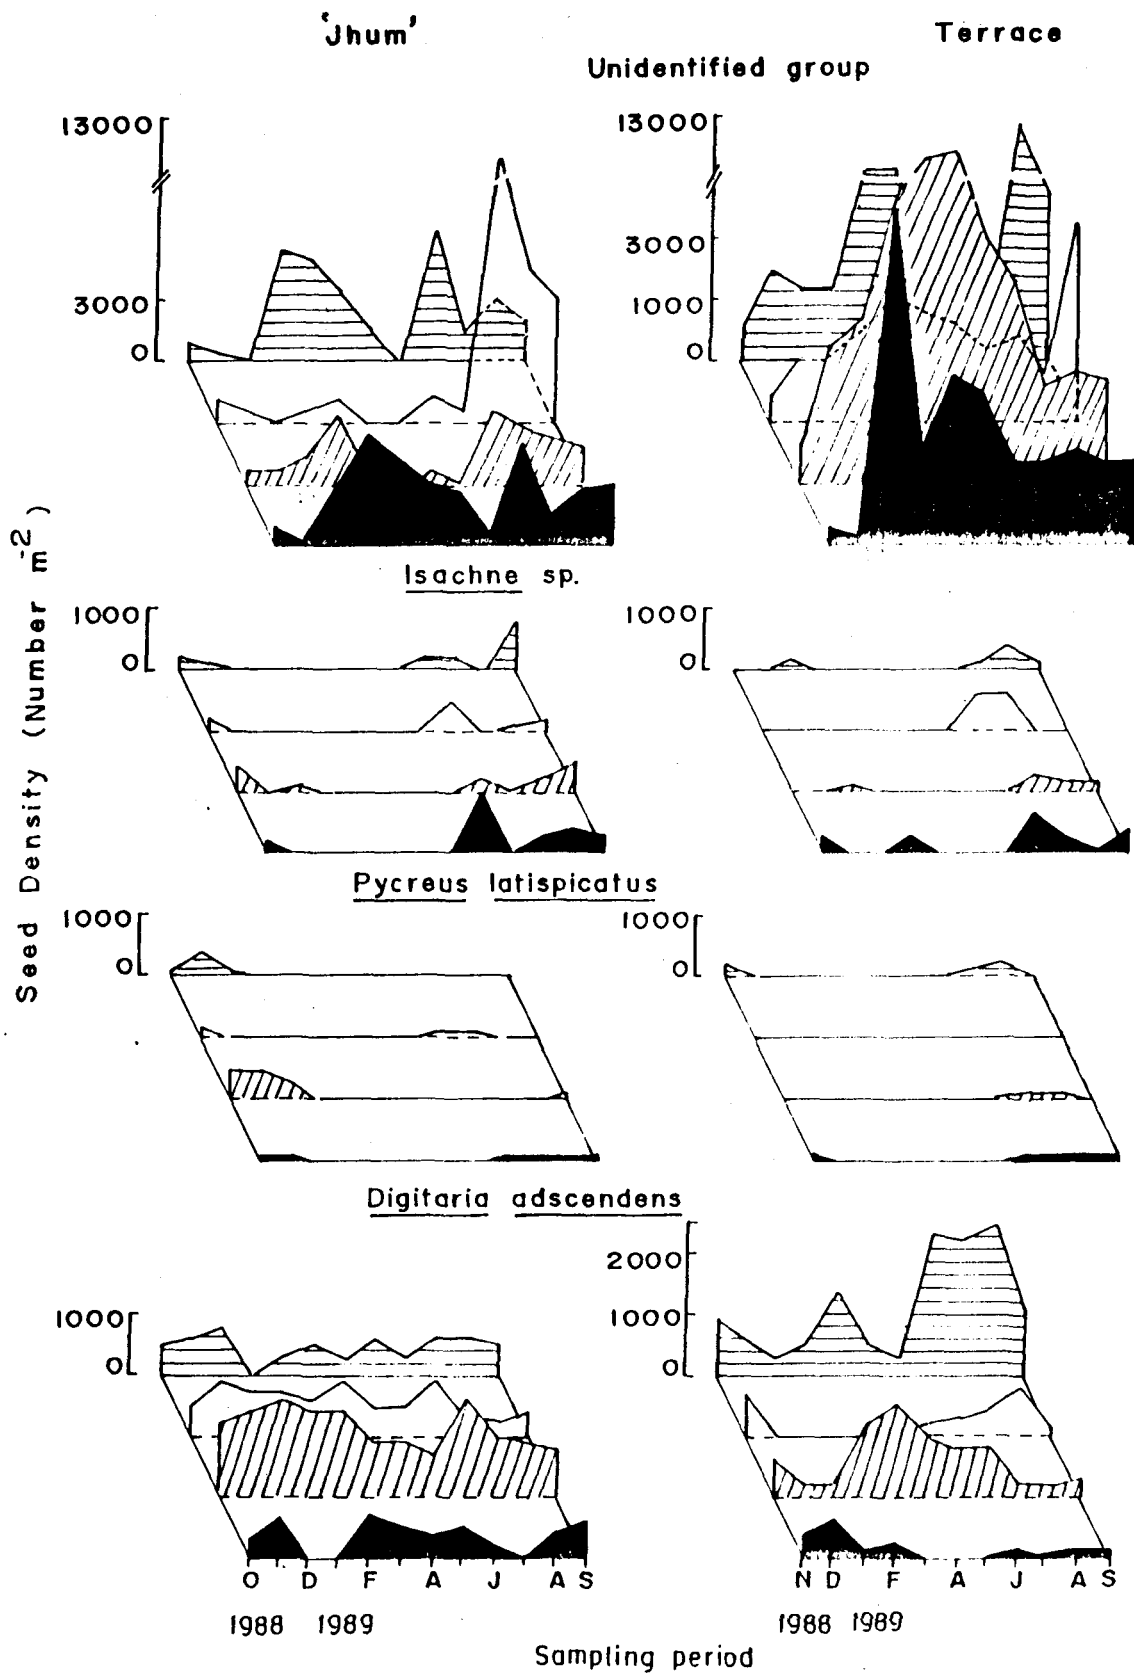 'Jhum'
Terrace
Unidentified group
13000
3000
0
13000
3000
1000
0
Isachne sp.
1000
0
1000
0
Pycreus latispicatus
1000
0
1000
0
Digitaria adscendens
1000
0
2000
1000
0
O D F A J A S
N D F A J A S
1988 1989
1988 1989
Sampling period
Seed Density (Number m-2)